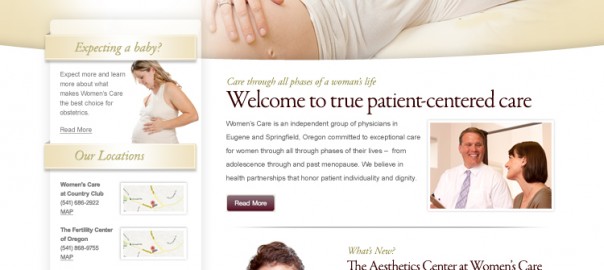 Expecting a baby?
Expect more and learn
more about what
makes Women's Care
the best choice for
obstetrics.
Read More
Our Locations
Women's Care
at Country Club
(541) 686-2922
MAP
The Fertility Center
of Oregon
(541) 868-9755
MAP
Care through all phases of a woman's life
Welcome to true patient-centered care
Women's Care is an independent group of physicians in
Eugene and Springfield, Oregon committed to exceptional care
for women through all through phases of their lives – from
adolescence through and past menopause. We believe in
health partnerships that honor patient individuality and dignity.
Read More
What's New?
The Aesthetics Center at Women's Care